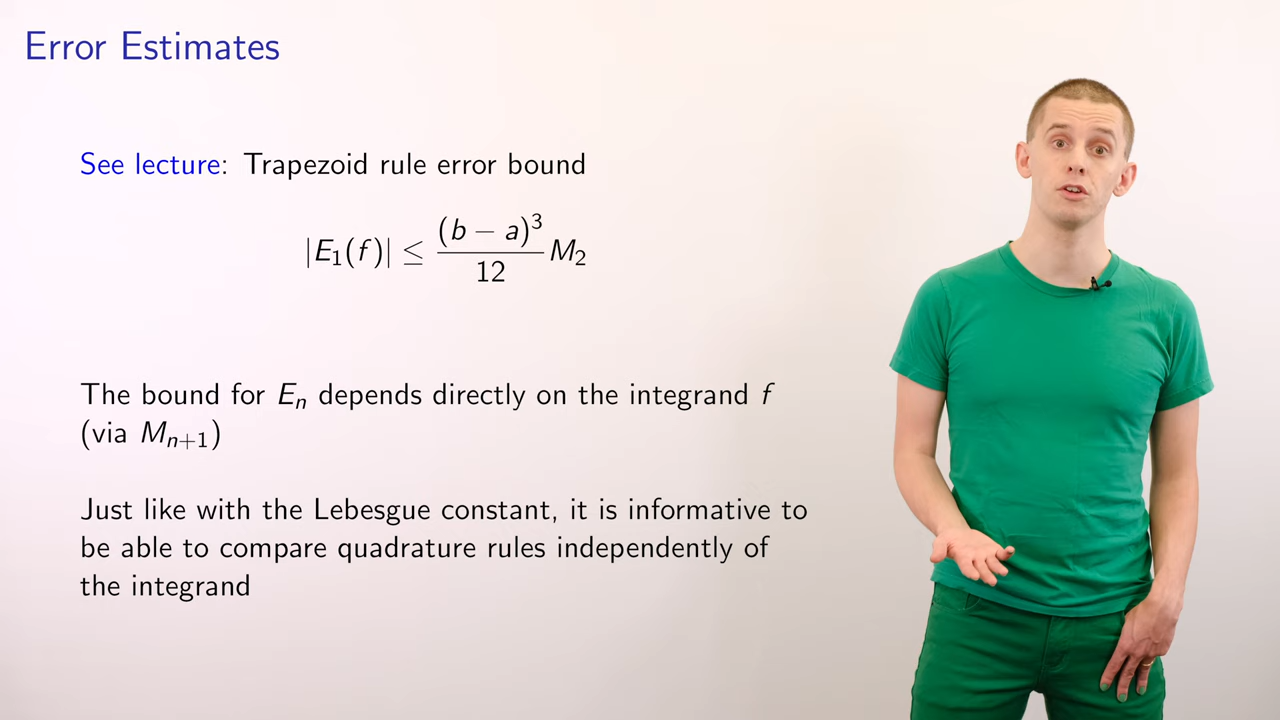 Error Estimates
See lecture: Trapezoid rule error bound
|E₁(f)| ≤ (b − a)³ / 12 M₂
The bound for Eₙ depends directly on the integrand f
(via Mₙ₊₁)
Just like with the Lebesgue constant, it is informative to
be able to compare quadrature rules independently of
the integrand